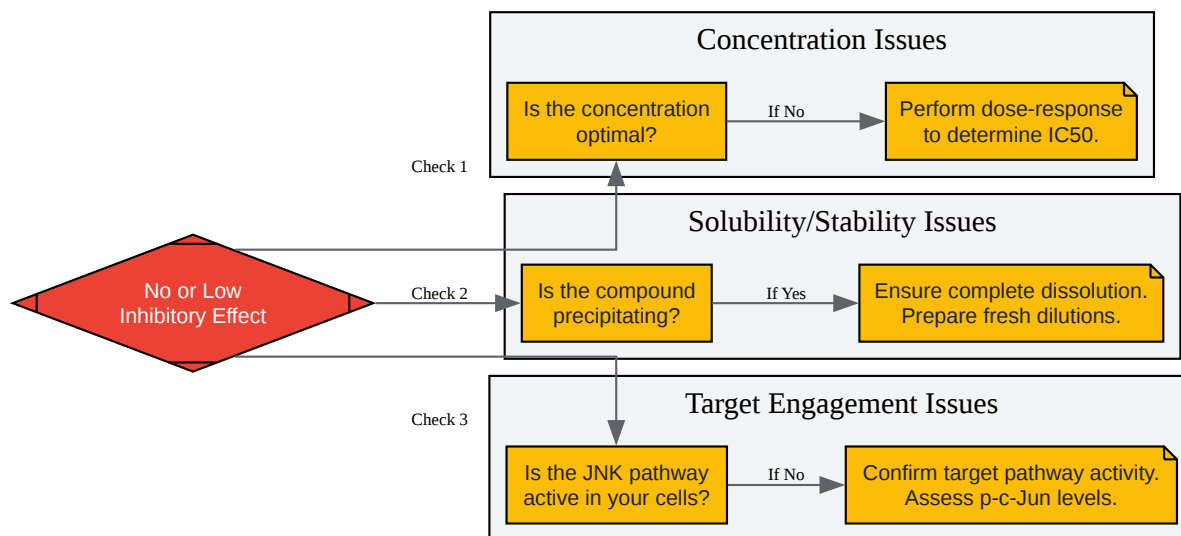 Concentration Issues
Is the concentration
optimal?
If No
Perform dose-response
to determine IC50.
Check 1
Solubility/Stability Issues
No or Low
Inhibitory Effect
Check 2
Is the compound
precipitating?
If Yes
Ensure complete dissolution.
Prepare fresh dilutions.
Target Engagement Issues
Check 3
Is the JNK pathway
active in your cells?
If No
Confirm target pathway activity.
Assess p-c-Jun levels.